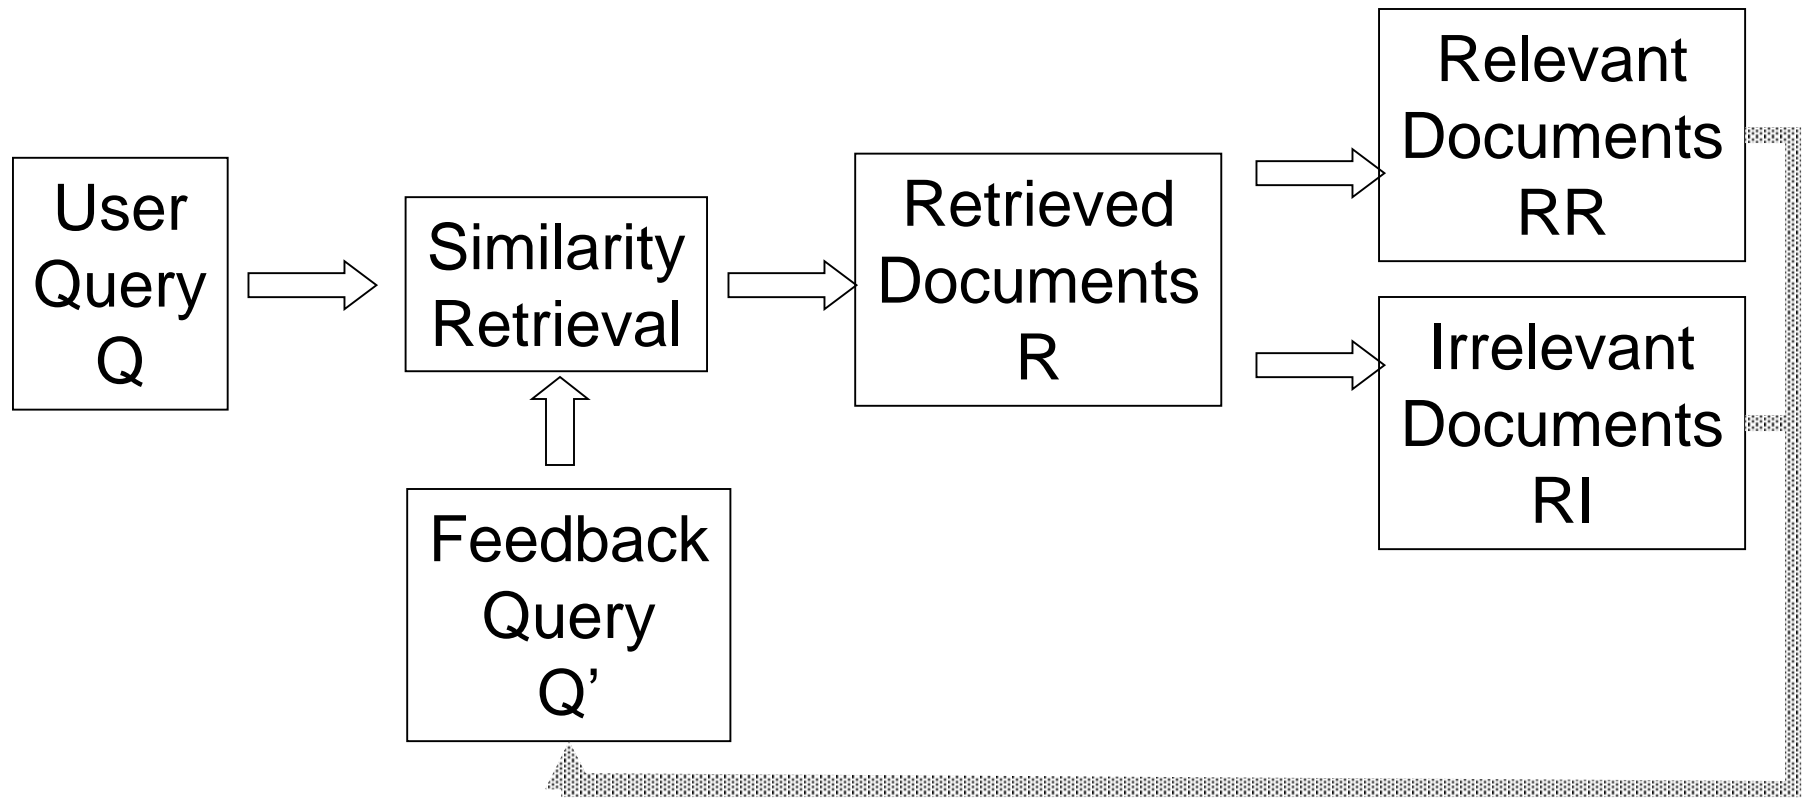 User
Query
Q
Similarity
Retrieval
Retrieved
Documents
R
Relevant
Documents
RR
Irrelevant
Documents
RI
Feedback
Query
Q’